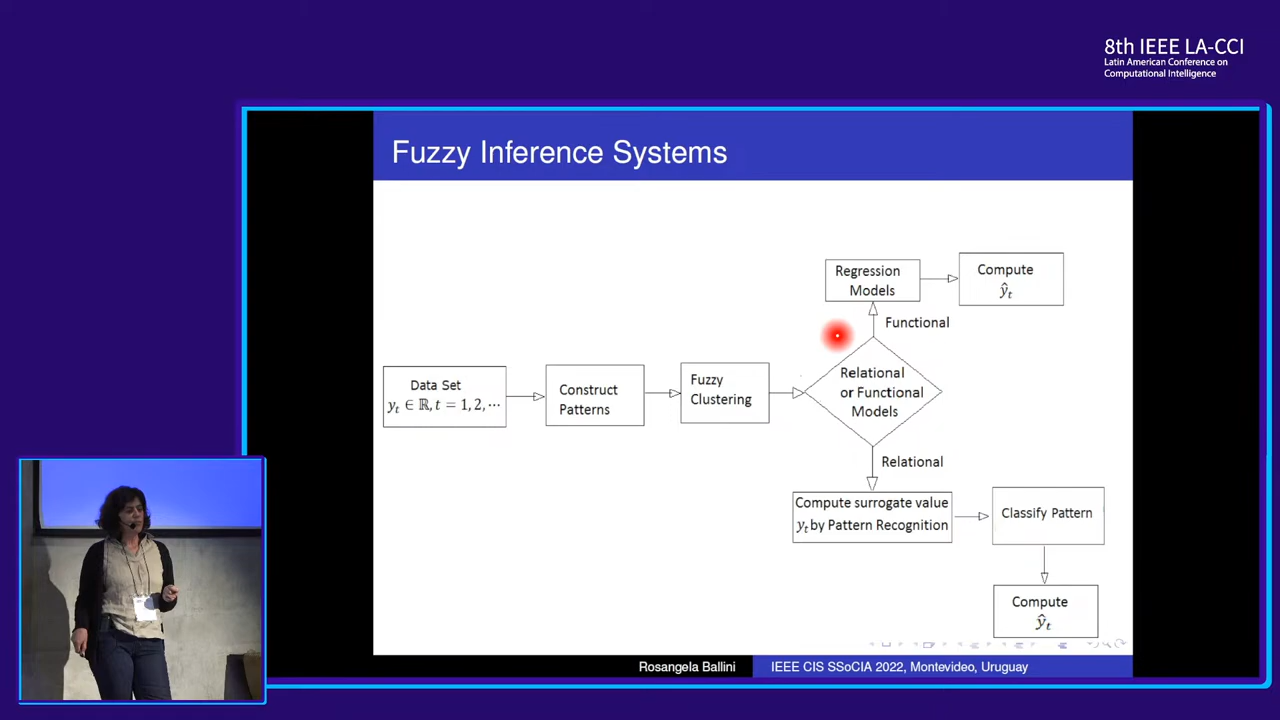 8th IEEE LA-CCI
Latin American Conference on
Computational Intelligence
Fuzzy Inference Systems
Regression
Models
Compute
ŷₜ
Functional
Data Set
yₜ ∈ ℝ, t = 1, 2, ⋯
Construct
Patterns
Fuzzy
Clustering
Relational
or Functional
Models
Relational
Compute surrogate value
yₜ by Pattern Recognition
Classify Pattern
Compute
ŷₜ
Rosangela Ballini
IEEE CIS SSoCIA 2022, Montevideo, Uruguay